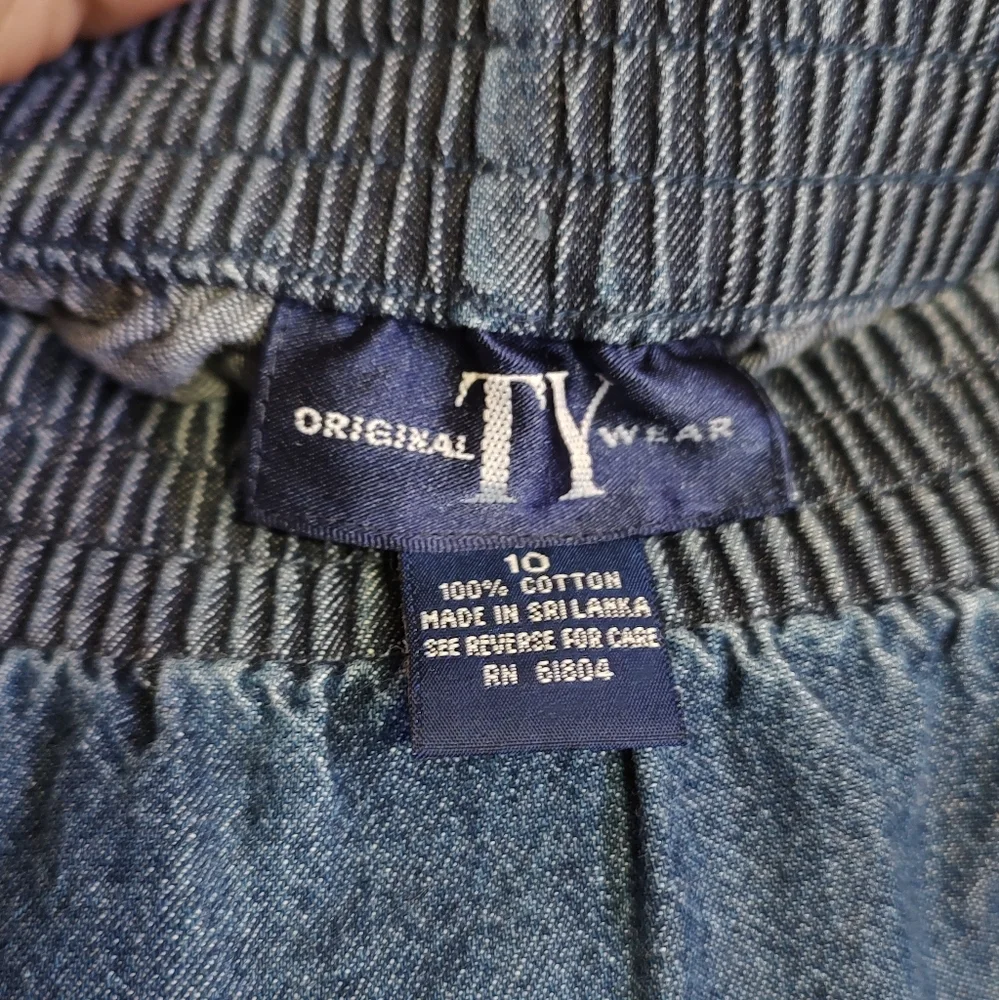 ORIGINAL TY WEAR
10
100% COTTON
MADE IN SRI LANKA
SEE REVERSE FOR CARE
RN 61804